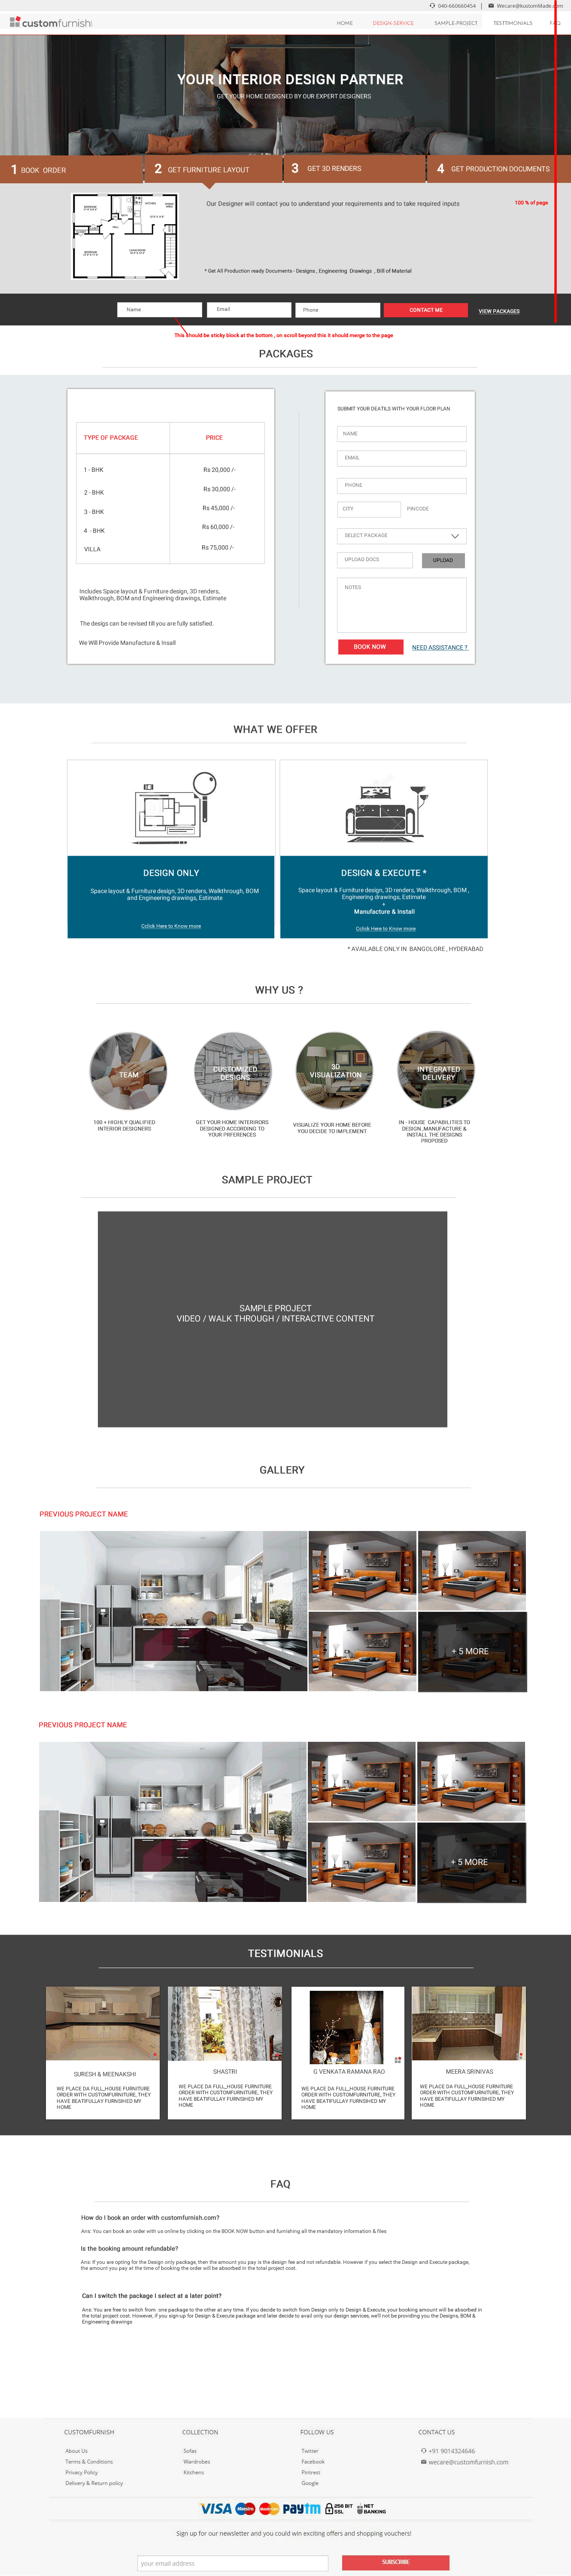 040-660660454 | Wecare@kustomMade.com
customfurnish
HOME DESIGN-SERVICE SAMPLE-PROJECT TESTTIMONIALS FAQ
YOUR INTERIOR DESIGN PARTNER
GET YOUR HOME DESIGNED BY OUR EXPERT DESIGNERS
1 BOOK ORDER
2 GET FURNITURE LAYOUT
3 GET 3D RENDERS
4 GET PRODUCTION DOCUMENTS
Our Designer will contact you to understand your requirements and to take required inputs
100 % of page
* Get All Production ready Documents - Designs , Engineering Drawings , Bill of Material
Name
Email
Phone
CONTACT ME
VIEW PACKAGES
This should be sticky block at the bottom , on scroll beyond this it should merge to the page
PACKAGES
TYPE OF PACKAGE PRICE
1 - BHK Rs 20,000 /-
2 - BHK Rs 30,000 /-
3 - BHK Rs 45,000 /-
4 - BHK Rs 60,000 /-
VILLA Rs 75,000 /-
Includes Space layout & Furniture design, 3D renders,
Walkthrough, BOM and Engineering drawings, Estimate
The design can be revised till you are fully satisfied.
We Will Provide Manufacture & Insall
SUBMIT YOUR DEATILS WITH YOUR FLOOR PLAN
NAME
EMAIL
PHONE
CITY PINCODE
SELECT PACKAGE
UPLOAD DOCS UPLOAD
NOTES
BOOK NOW NEED ASSISTANCE ?
WHAT WE OFFER
DESIGN ONLY
Space layout & Furniture design, 3D renders, Walkthrough, BOM
and Engineering drawings, Estimate
Cclick Here to Know more
DESIGN & EXECUTE *
Space layout & Furniture design, 3D renders, Walkthrough, BOM ,
Engineering drawings, Estimate
+
Manufacture & Install
Cclick Here to Know more
* AVAILABLE ONLY IN BANGOLORE , HYDERABAD
WHY US ?
TEAM
100 + HIGHLY QUALIFIED
INTERIOR DESIGNERS
CUSTOMIZED
DESIGNS
GET YOUR HOME INTERIRORS
DESIGNED ACCORDING TO
YOUR PRFERENCES
3D
VISUALIZATION
VISUALIZE YOUR HOME BEFORE
YOU DECIDE TO IMPLEMENT
INTEGRATED
DELIVERY
IN - HOUSE CAPABILITIES TO
DESIGN ,MANUFACTURE &
INSTALL THE DESIGNS
PROPOSED
SAMPLE PROJECT
SAMPLE PROJECT
VIDEO / WALK THROUGH / INTERACTIVE CONTENT
GALLERY
PREVIOUS PROJECT NAME
+ 5 MORE
PREVIOUS PROJECT NAME
+ 5 MORE
TESTIMONIALS
SURESH & MEENAKSHI
WE PLACE DA FULL_HOUSE FURNITURE
ORDER WITH CUSTOMFURNITURE, THEY
HAVE BEATIFULLAY FURNSIHED MY
HOME
SHASTRI
WE PLACE DA FULL_HOUSE FURNITURE
ORDER WITH CUSTOMFURNITURE, THEY
HAVE BEATIFULLAY FURNISHED MY
HOME
G VENKATA RAMANA RAO
WE PLACE DA FULL_HOUSE FURNITURE
ORDER WITH CUSTOMFURNITURE, THEY
HAVE BEATIFULLAY FURNSIHED MY
HOME
MEERA SRINIVAS
WE PLACE DA FULL_HOUSE FURNITURE
ORDER WITH CUSTOMFURNITURE, THEY
HAVE BEATIFULLAY FURNSIHED MY
HOME
FAQ
How do I book an order with customfurnish.com?
Ans: You can book an order with us online by clicking on the BOOK NOW button and furnishing all the mandatory information & files
Is the booking amount refundable?
Ans: If you are opting for the Design only package, then the amount you pay is the design fee and not refundable. However if you select the Design and Execute package,
the amount you pay at the time of booking the order will be absorbed in the total project cost.
Can I switch the package I select at a later point?
Ans: You are free to switch from one package to the other at any time. If you decide to switch from Design only to Design & Execute, your booking amount will be absorbed in
the total project cost. However, if you sign-up for Design & Execute package and later decide to avail only our design services, we'll not be providing you the Designs, BOM &
Engineering drawings
CUSTOMFURNISH
About Us
Terms & Conditions
Privacy Policy
Delivery & Return policy
COLLECTION
Sofas
Wardrobes
Kitchens
FOLLOW US
Twitter
Facebook
Pintrest
Google
CONTACT US
+91 9014324646
wecare@customfurnish.com
VISA Maestro MasterCard PayTM 256 BIT SSL NET BANKING
Sign up for our newsletter and you could win exciting offers and shopping vouchers!
your email address
SUBSCRIBE